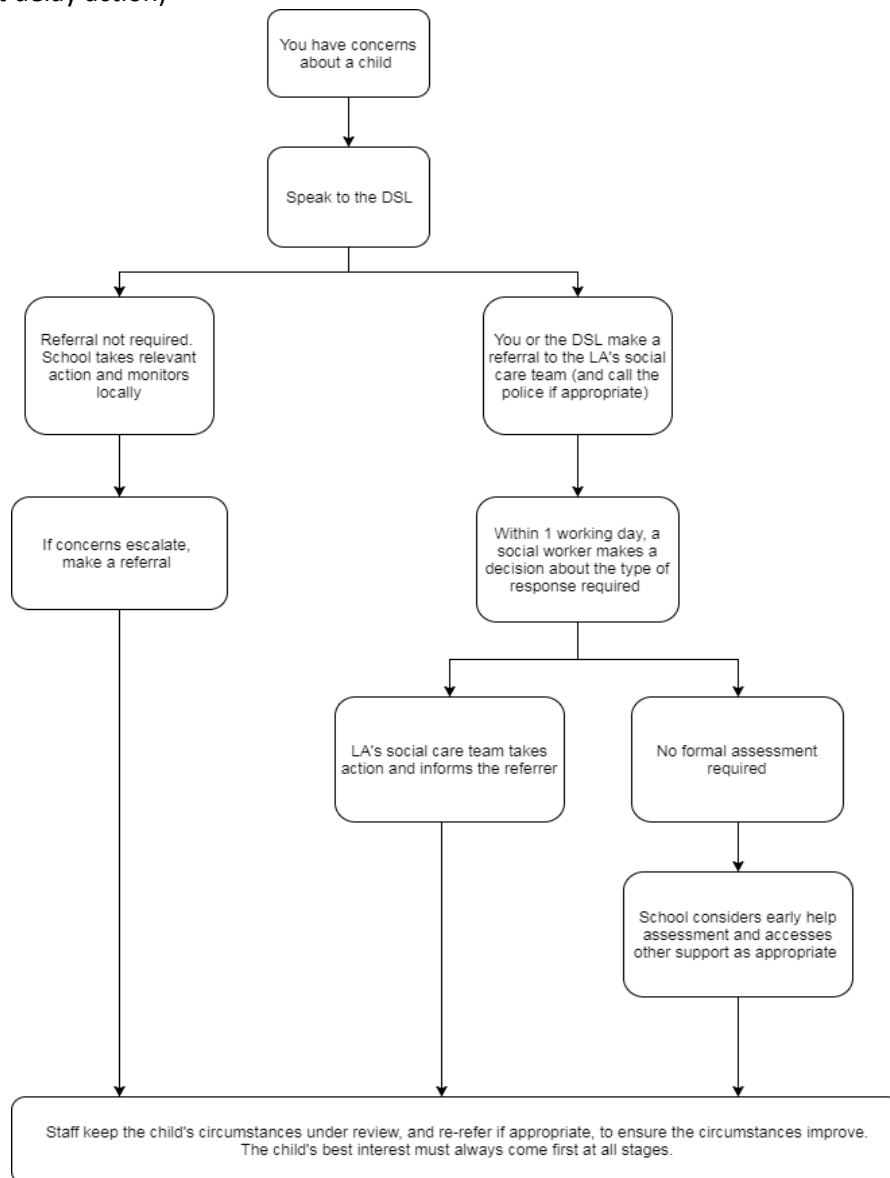 delay action)
You have concerns
about a child
Speak to the DSL
Referral not required.
School takes relevant
action and monitors
locally
You or the DSL make a
referral to the LA's social
care team (and call the
police if appropriate)
If concerns escalate,
make a referral
Within 1 working day, a
social worker makes a
decision about the type of
response required
LA's social care team takes
action and informs the referrer
No formal assessment
required
School considers early help
assessment and accesses
other support as appropriate
Staff keep the child's circumstances under review, and re-refer if appropriate, to ensure the circumstances improve.
The child's best interest must always come first at all stages.